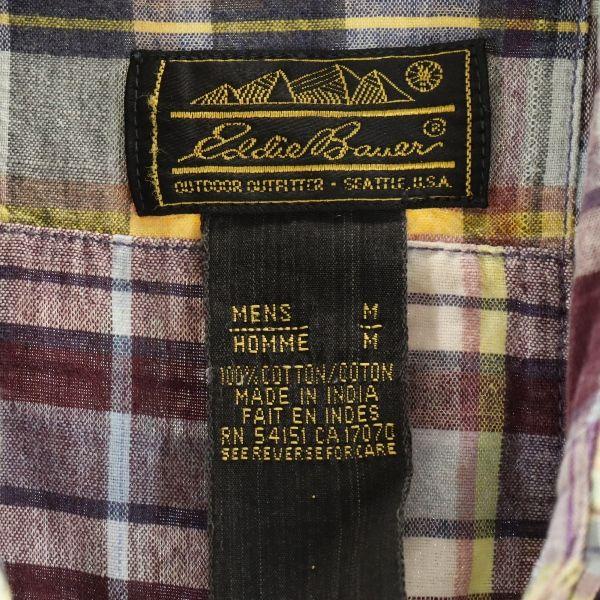 Eddie Bauer®
OUTDOOR OUTFITTER · SEATTLE, U.S.A.
MENS M
HOMME M
100% COTTON/COTON
MADE IN INDIA
FAIT EN INDES
RN 54151 CA 17070
SEE REVERSE FOR CARE